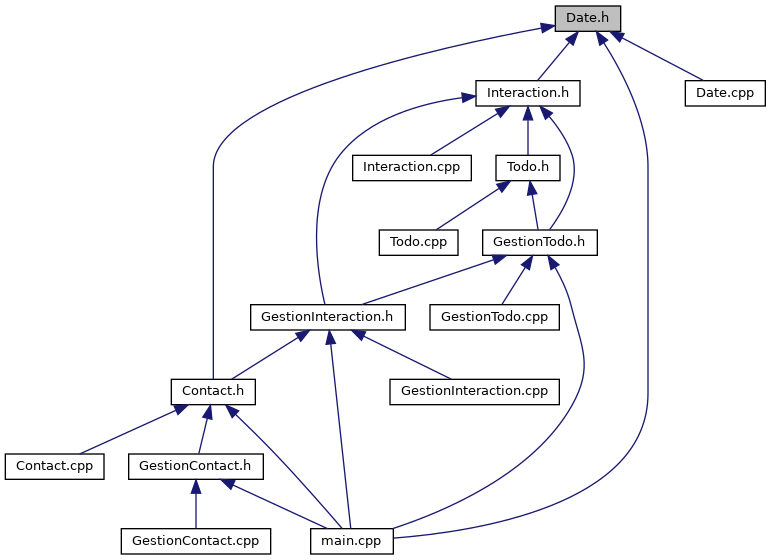 Date.h
Interaction.h
Date.cpp
Interaction.cpp
Todo.h
Todo.cpp
GestionTodo.h
GestionInteraction.h
GestionTodo.cpp
Contact.h
GestionInteraction.cpp
Contact.cpp
GestionContact.h
GestionContact.cpp
main.cpp